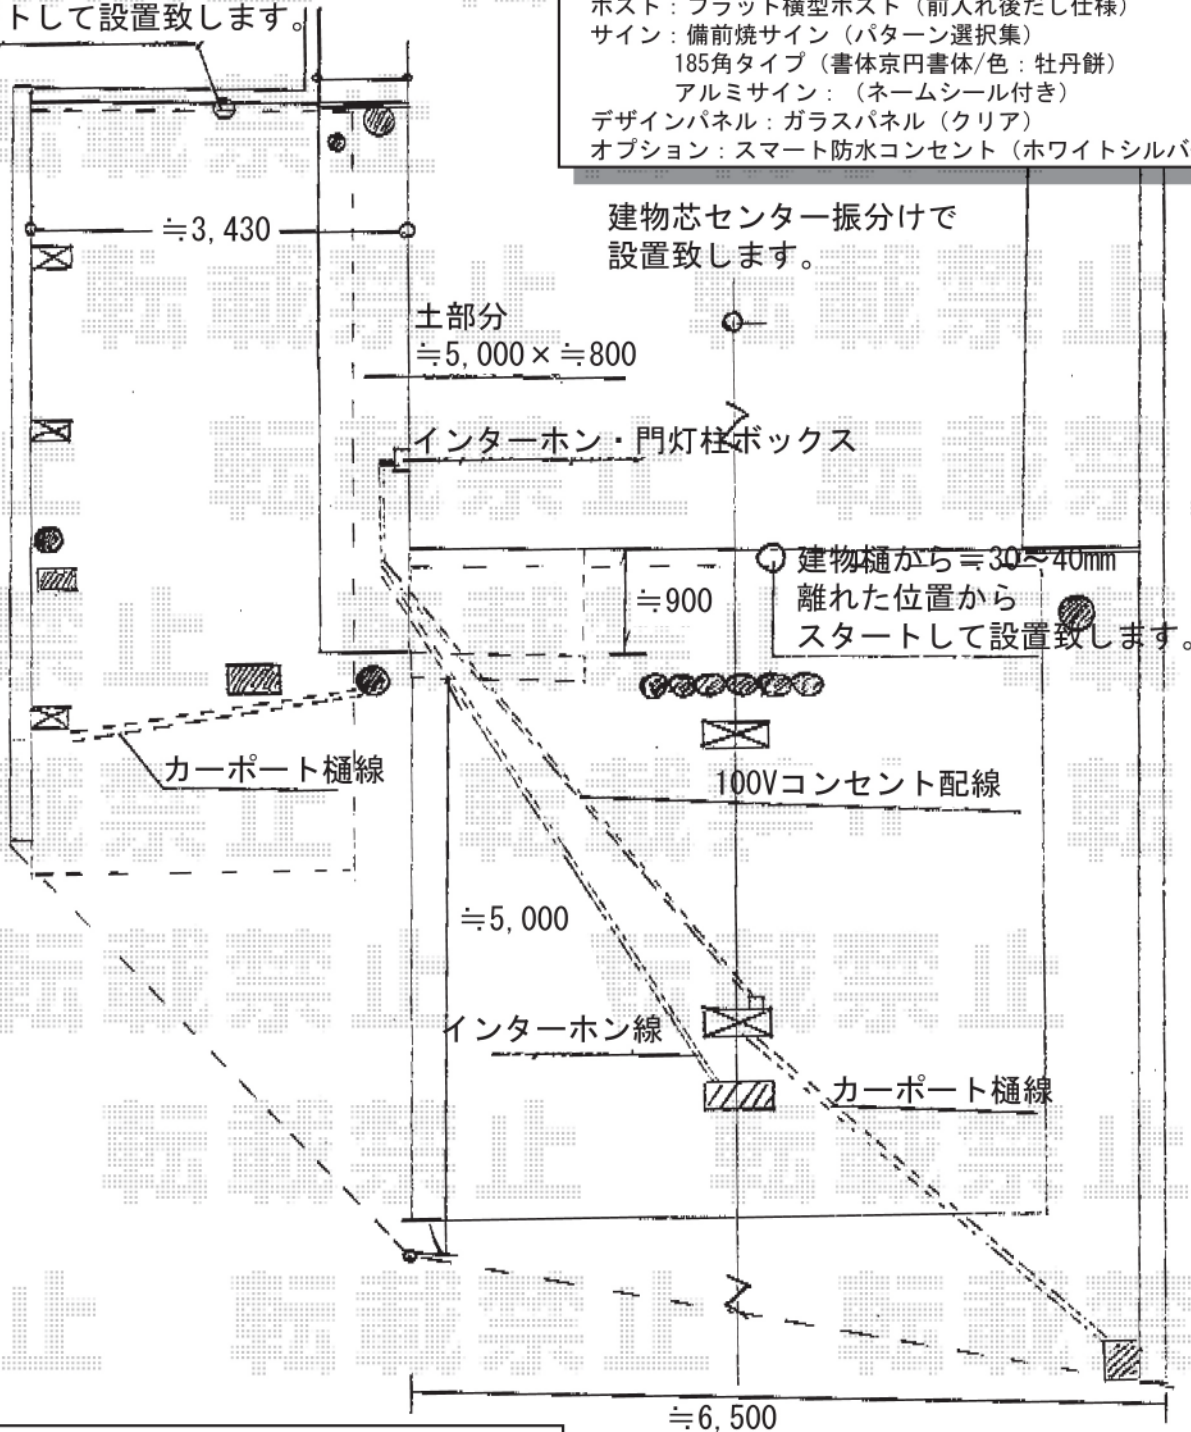 トして設置致します。
ポスト：フラット横型ポスト（前入れ後だし仕様）
サイン：備前焼サイン（パターン選択集）
185角タイプ（書体京円書体/色：牡丹餅）
アルミサイン：（ネームシール付き）
デザインパネル：ガラスパネル（クリア）
オプション：スマート防水コンセント（ホワイトシルバ
≒3,430
建物芯センター振分けで
設置致します。
土部分
≒5,000×≒800
インターホン・門灯柱ボックス
≒900
建物樋から≒30～40mm
離れた位置から
スタートして設置致します。
カーポート樋線
100Vコンセント配線
≒5,000
インターホン線
カーポート樋線
≒6,500
転載禁止